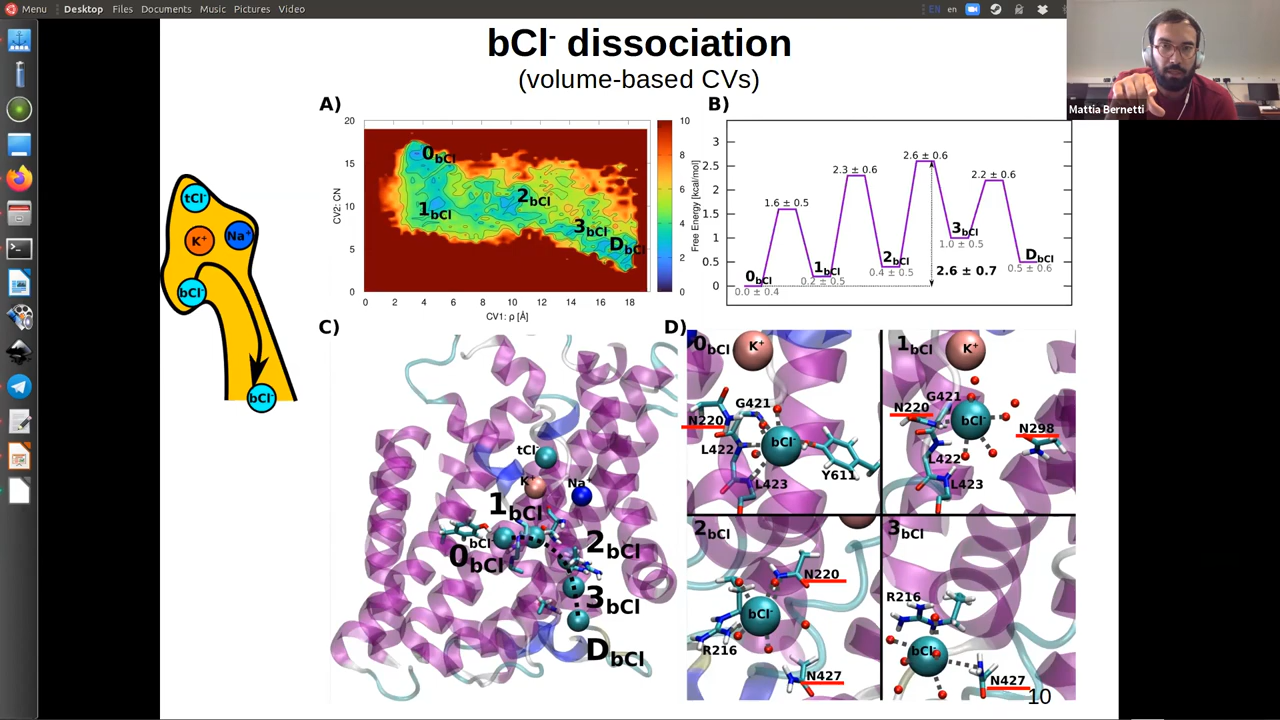 Menu Desktop Files Documents Music Pictures Video EN en
bCl- dissociation
(volume-based CVs)
Mattia Bernetti
A)
20
15
10
5
0
CV2: CN
0 2 4 6 8 10 12 14 16 18
CV1: ρ [Å]
0bCl
1bCl
2bCl
3bCl
DbCl
10
8
6
4
2
0
B)
3
2.5
2
1.5
1
0.5
0
Free Energy [kcal/mol]
1.6 ± 0.5
2.3 ± 0.6
2.6 ± 0.6
2.2 ± 0.6
0bCl
0.0 ± 0.4
1bCl
0.2 ± 0.5
2bCl
0.4 ± 0.5
3bCl
1.0 ± 0.5
DbCl
0.5 ± 0.6
2.6 ± 0.7
tCl-
K+
Na+
bCl-
bCl-
C)
tCl-
K+
Na+
1bCl
bCl-
0bCl
2bCl
3bCl
DbCl
D)
0bCl
K+
G421
N220
bCl-
L422
Y611
L423
1bCl
K+
G421
N220
bCl-
N298
L422
L423
2bCl
N220
bCl-
R216
N427
3bCl
R216
bCl-
N427
10